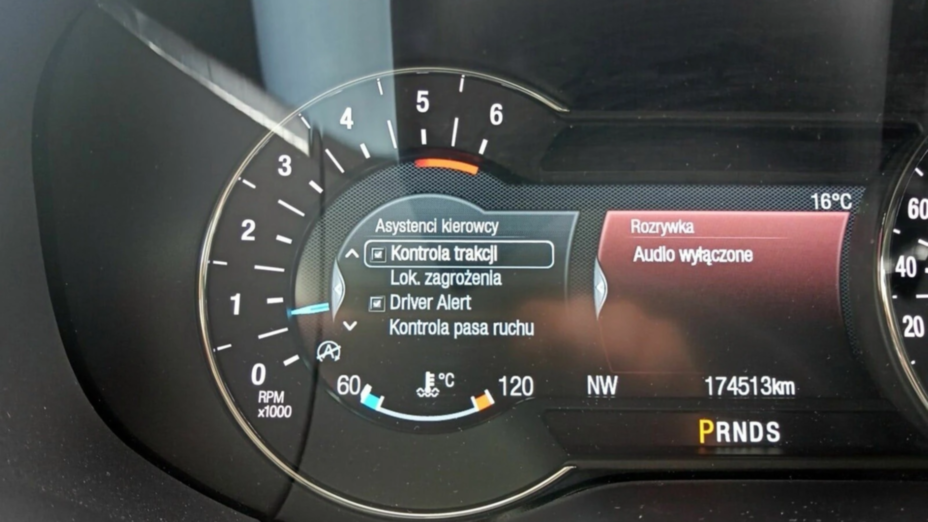 6
5
4
3
2
1
0
RPM
x1000
16°C
Asystenci kierowcy
Kontrola trakcji
Lok. zagrożenia
Driver Alert
Kontrola pasa ruchu
Rozrywka
Audio wyłączone
60 °C 120
NW 174513km
PRNDS
60
40
20